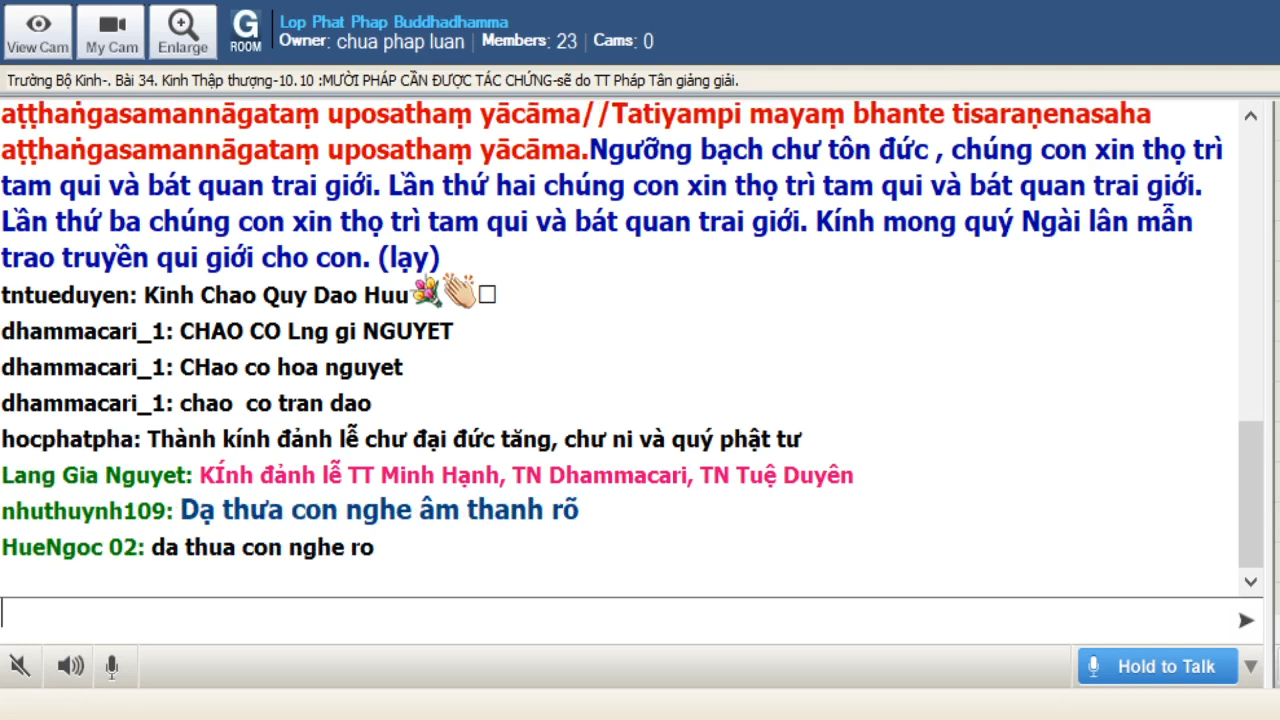 View Cam
My Cam
Enlarge
G
ROOM
Lop Phat Phap Buddhadhamma
Owner: chua phap luan | Members: 23 | Cams: 0
Trường Bộ Kinh-. Bài 34. Kinh Thập thượng-10.10 :MƯỜI PHÁP CẦN ĐƯỢC TÁC CHỨNG-sẽ do TT Pháp Tân giảng giải.
aṭṭhaṅgasamannāgataṃ uposathaṃ yācāma//Tatiyampi mayaṃ bhante tisaraṇenasaha
aṭṭhaṅgasamannāgataṃ uposathaṃ yācāma.Ngưỡng bạch chư tôn đức , chúng con xin thọ trì
tam qui và bát quan trai giới. Lần thứ hai chúng con xin thọ trì tam qui và bát quan trai giới.
Lần thứ ba chúng con xin thọ trì tam qui và bát quan trai giới. Kính mong quý Ngài lân mẫn
trao truyền qui giới cho con. (lạy)
tntueduyen: Kinh Chao Quy Dao Huu
dhammacari_1: CHAO CO Lng gi NGUYET
dhammacari_1: CHao co hoa nguyet
dhammacari_1: chao  co tran dao
hocphatpha: Thành kính đảnh lễ chư đại đức tăng, chư ni và quý phật tư
Lang Gia Nguyet: KÍnh đảnh lễ TT Minh Hạnh, TN Dhammacari, TN Tuệ Duyên
nhuthuynh109: Dạ thưa con nghe âm thanh rõ
HueNgoc 02: da thua con nghe ro
Hold to Talk